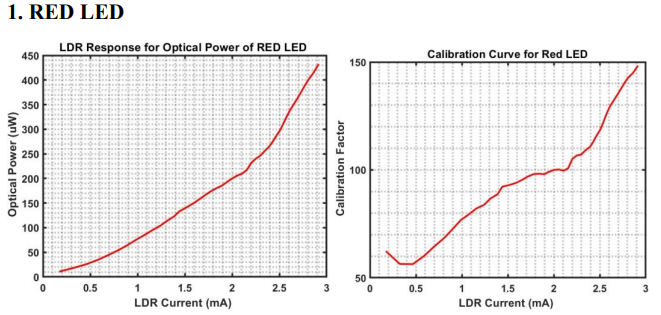 1. RED LED
LDR Response for Optical Power of RED LED
Optical Power (uW)
450
400
350
300
250
200
150
100
50
0
0 0.5 1 1.5 2 2.5 3
LDR Current (mA)
Calibration Curve for Red LED
Calibration Factor
150
100
50
0 0.5 1 1.5 2 2.5 3
LDR Current (mA)